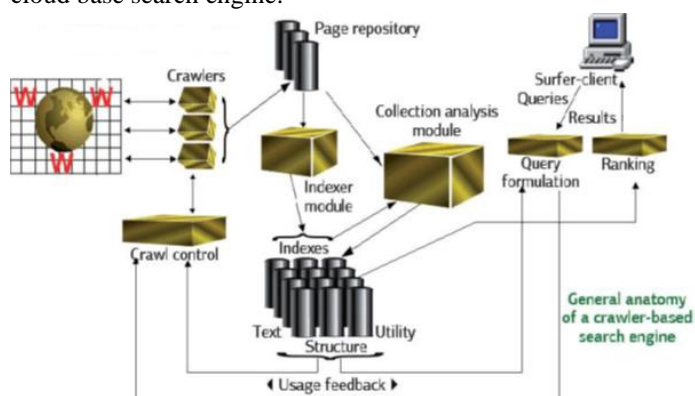 cloud base search engine.
Page repository
Crawlers
W W
W
Surfer-client
Queries
Results
Collection analysis
module
Query
formulation
Ranking
Indexer
module
Crawl control
Indexes
Text
Utility
Structure
Usage feedback
General anatomy
of a crawler-based
search engine